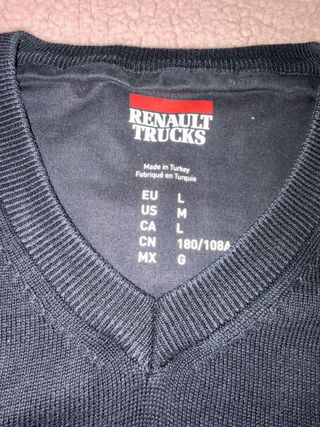 RENAULT
TRUCKS
Made in Turkey
Fabriqué en Turquie
EU L
US M
CA L
CN 180/108A
MX G